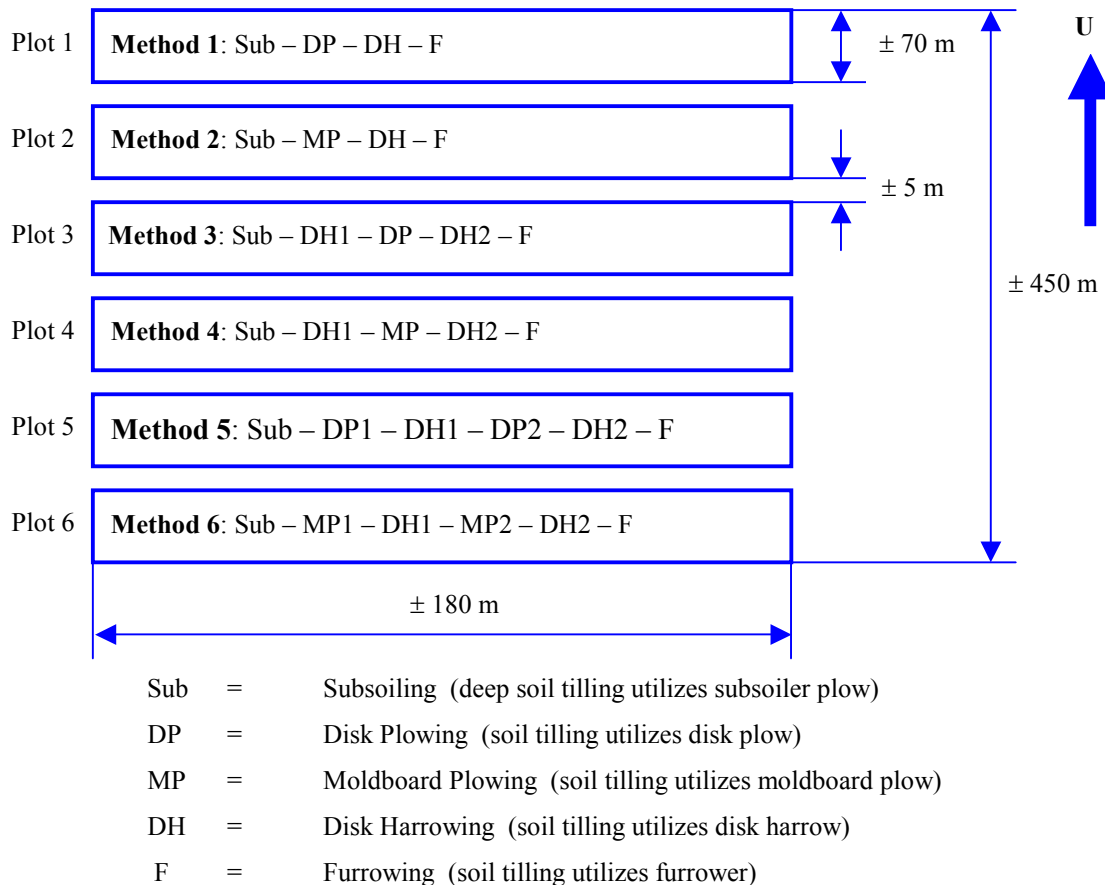 Plot 1 Method 1: Sub – DP – DH – F ± 70 m U
Plot 2 Method 2: Sub – MP – DH – F
± 5 m
Plot 3 Method 3: Sub – DH1 – DP – DH2 – F
± 450 m
Plot 4 Method 4: Sub – DH1 – MP – DH2 – F
Plot 5 Method 5: Sub – DP1 – DH1 – DP2 – DH2 – F
Plot 6 Method 6: Sub – MP1 – DH1 – MP2 – DH2 – F
± 180 m
Sub = Subsoiling (deep soil tilling utilizes subsoiler plow)
DP = Disk Plowing (soil tilling utilizes disk plow)
MP = Moldboard Plowing (soil tilling utilizes moldboard plow)
DH = Disk Harrowing (soil tilling utilizes disk harrow)
F = Furrowing (soil tilling utilizes furrower)